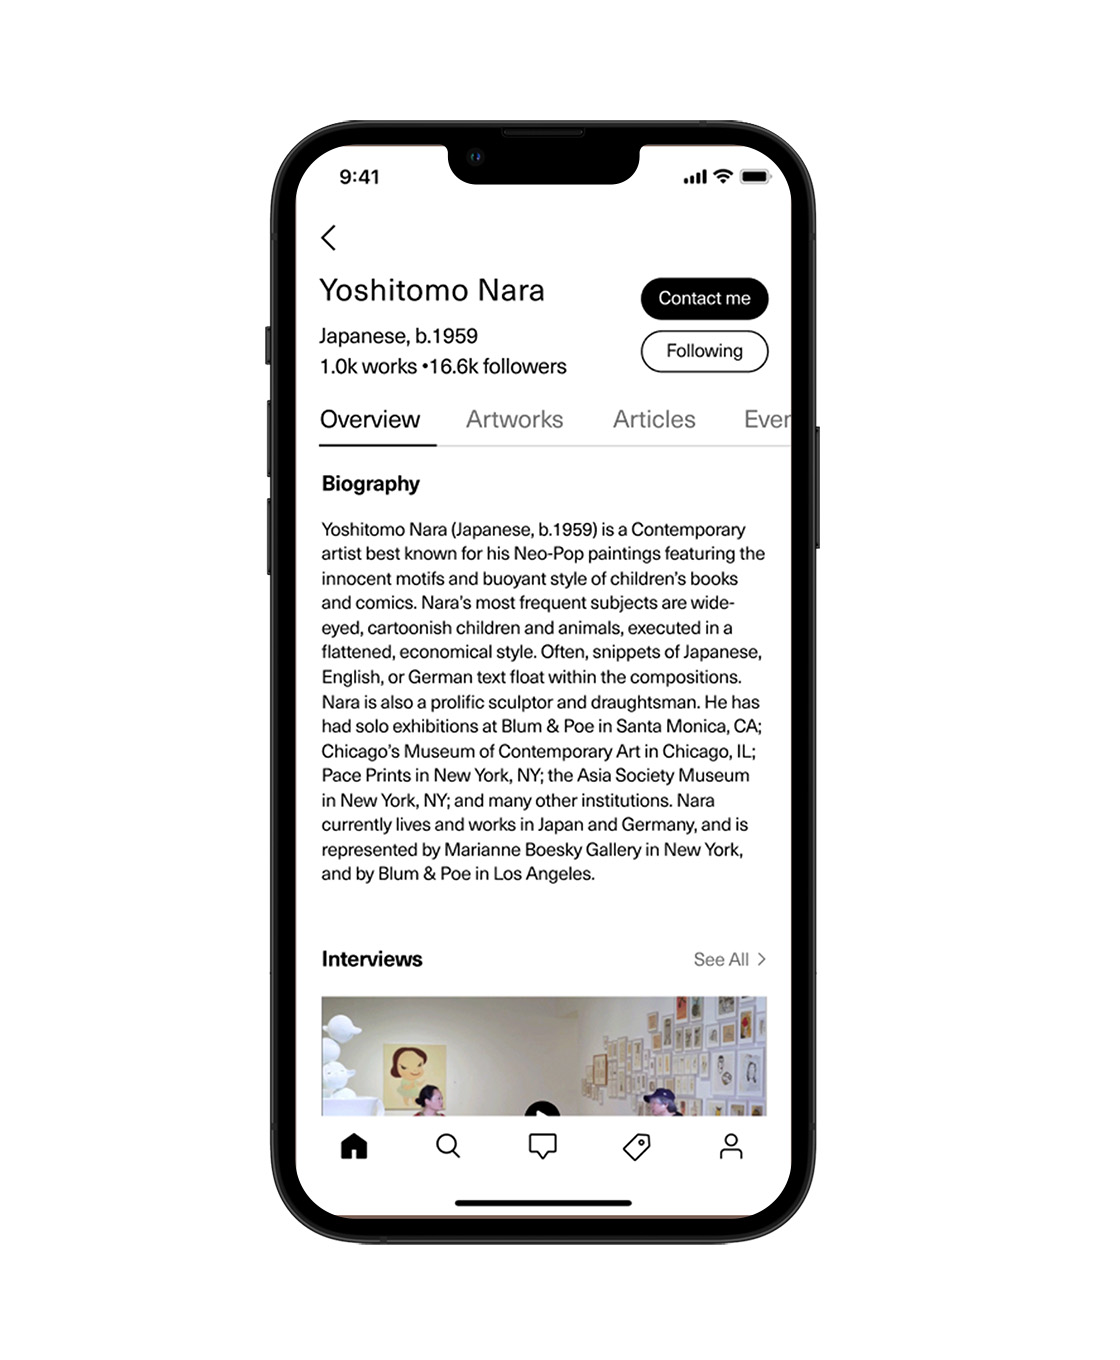 9:41
Yoshitomo Nara
Contact me
Japanese, b.1959
1.0k works •16.6k followers
Following
Overview Artworks Articles Ever
Biography
Yoshitomo Nara (Japanese, b.1959) is a Contemporary
artist best known for his Neo-Pop paintings featuring the
innocent motifs and buoyant style of children’s books
and comics. Nara’s most frequent subjects are wide-
eyed, cartoonish children and animals, executed in a
flattened, economical style. Often, snippets of Japanese,
English, or German text float within the compositions.
Nara is also a prolific sculptor and draughtsman. He has
had solo exhibitions at Blum & Poe in Santa Monica, CA;
Chicago’s Museum of Contemporary Art in Chicago, IL;
Pace Prints in New York, NY; the Asia Society Museum
in New York, NY; and many other institutions. Nara
currently lives and works in Japan and Germany, and is
represented by Marianne Boesky Gallery in New York,
and by Blum & Poe in Los Angeles.
Interviews See All